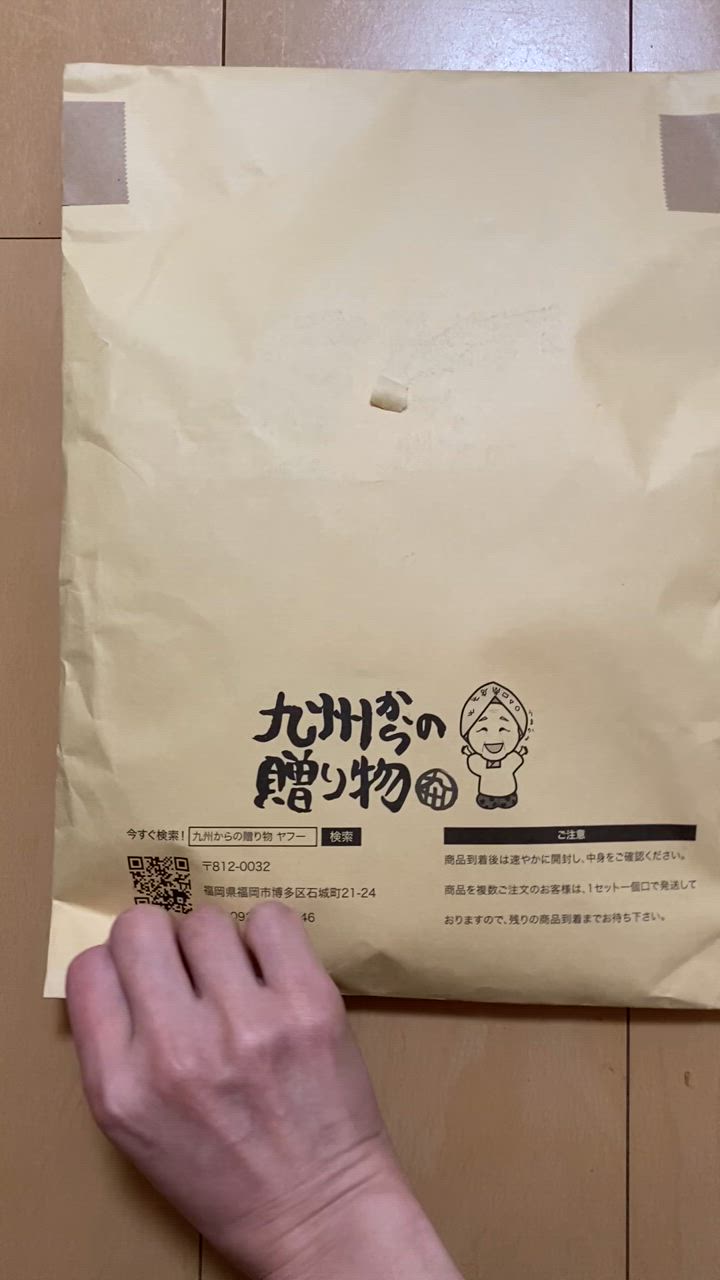 九州からの
贈り物
今すぐ検索! 九州からの贈り物 ヤフー 検索
〒812-0032
福岡県福岡市博多区石城町21-24
ご注意
商品到着後は速やかに開封し、中身をご確認ください。
商品を複数ご注文のお客様は、1セット一個口で発送して
おりますので、残りの商品到着までお待ち下さい。